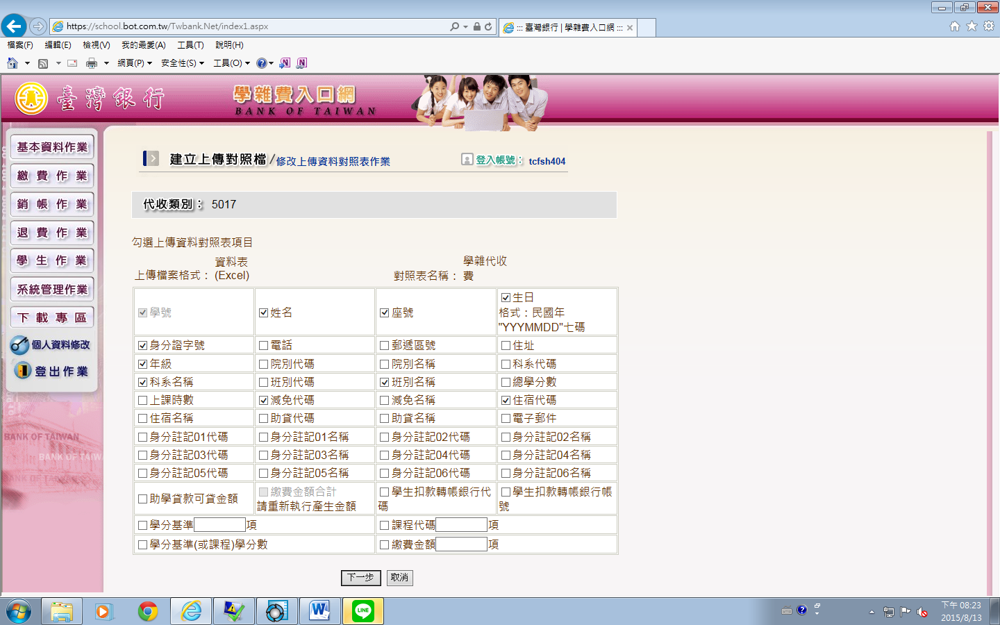 https://school.bot.com.tw/Twbank.Net/index1.aspx
::: 臺灣銀行 | 學雜費入口網 :::
檔案(F) 編輯(E) 檢視(V) 我的最愛(A) 工具(T) 說明(H)
網頁(P) 安全性(S) 工具(O)
臺灣銀行
學雜費入口網
BANK OF TAIWAN
基本資料作業
繳費作業
銷帳作業
退費作業
學生作業
系統管理作業
下載專區
個人資料修改
登出作業
BANK OF TAIWAN
BANK OF TAIW
BANK OF TAIWAN
建立上傳對照檔/修改上傳資料對照表作業
登入帳號： tcfsh404
代收類別： 5017
勾選上傳資料對照表項目
上傳檔案格式： 資料表
(Excel)
對照表名稱： 學雜代收
費
學號 姓名 座號 生日
格式：民國年
"YYYMMDD"七碼
身分證字號 電話 郵遞區號 住址
年級 院別代碼 院別名稱 科系代碼
科系名稱 班別代碼 班別名稱 總學分數
上課時數 減免代碼 減免名稱 住宿代碼
住宿名稱 助貸代碼 助貸名稱 電子郵件
身分註記01代碼 身分註記01名稱 身分註記02代碼 身分註記02名稱
身分註記03代碼 身分註記03名稱 身分註記04代碼 身分註記04名稱
身分註記05代碼 身分註記05名稱 身分註記06代碼 身分註記06名稱
助學貸款可貸金額
繳費金額合計
請重新執行產生金額
學生扣款轉帳銀行代
碼
學生扣款轉帳銀行帳
號
學分基準 項 課程代碼 項
學分基準(或課程)學分數 繳費金額 項
下一步 取消
LINE
下午 08:23
2015/8/13